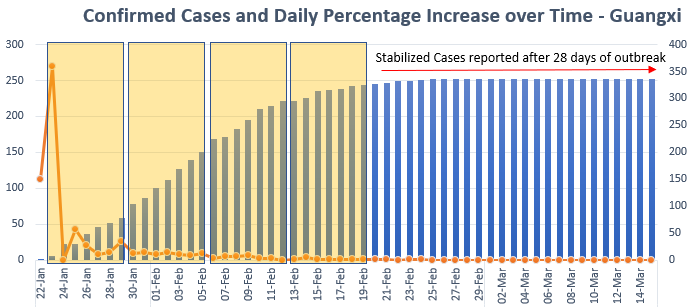 Confirmed Cases and Daily Percentage Increase over Time - Guangxi
Stabilized Cases reported after 28 days of outbreak
300
250
200
150
100
50
0
400
350
300
250
200
150
100
50
0
22-Jan
24-Jan
26-Jan
28-Jan
30-Jan
01-Feb
03-Feb
05-Feb
07-Feb
09-Feb
11-Feb
13-Feb
15-Feb
17-Feb
19-Feb
21-Feb
23-Feb
25-Feb
27-Feb
29-Feb
02-Mar
04-Mar
06-Mar
08-Mar
10-Mar
12-Mar
14-Mar